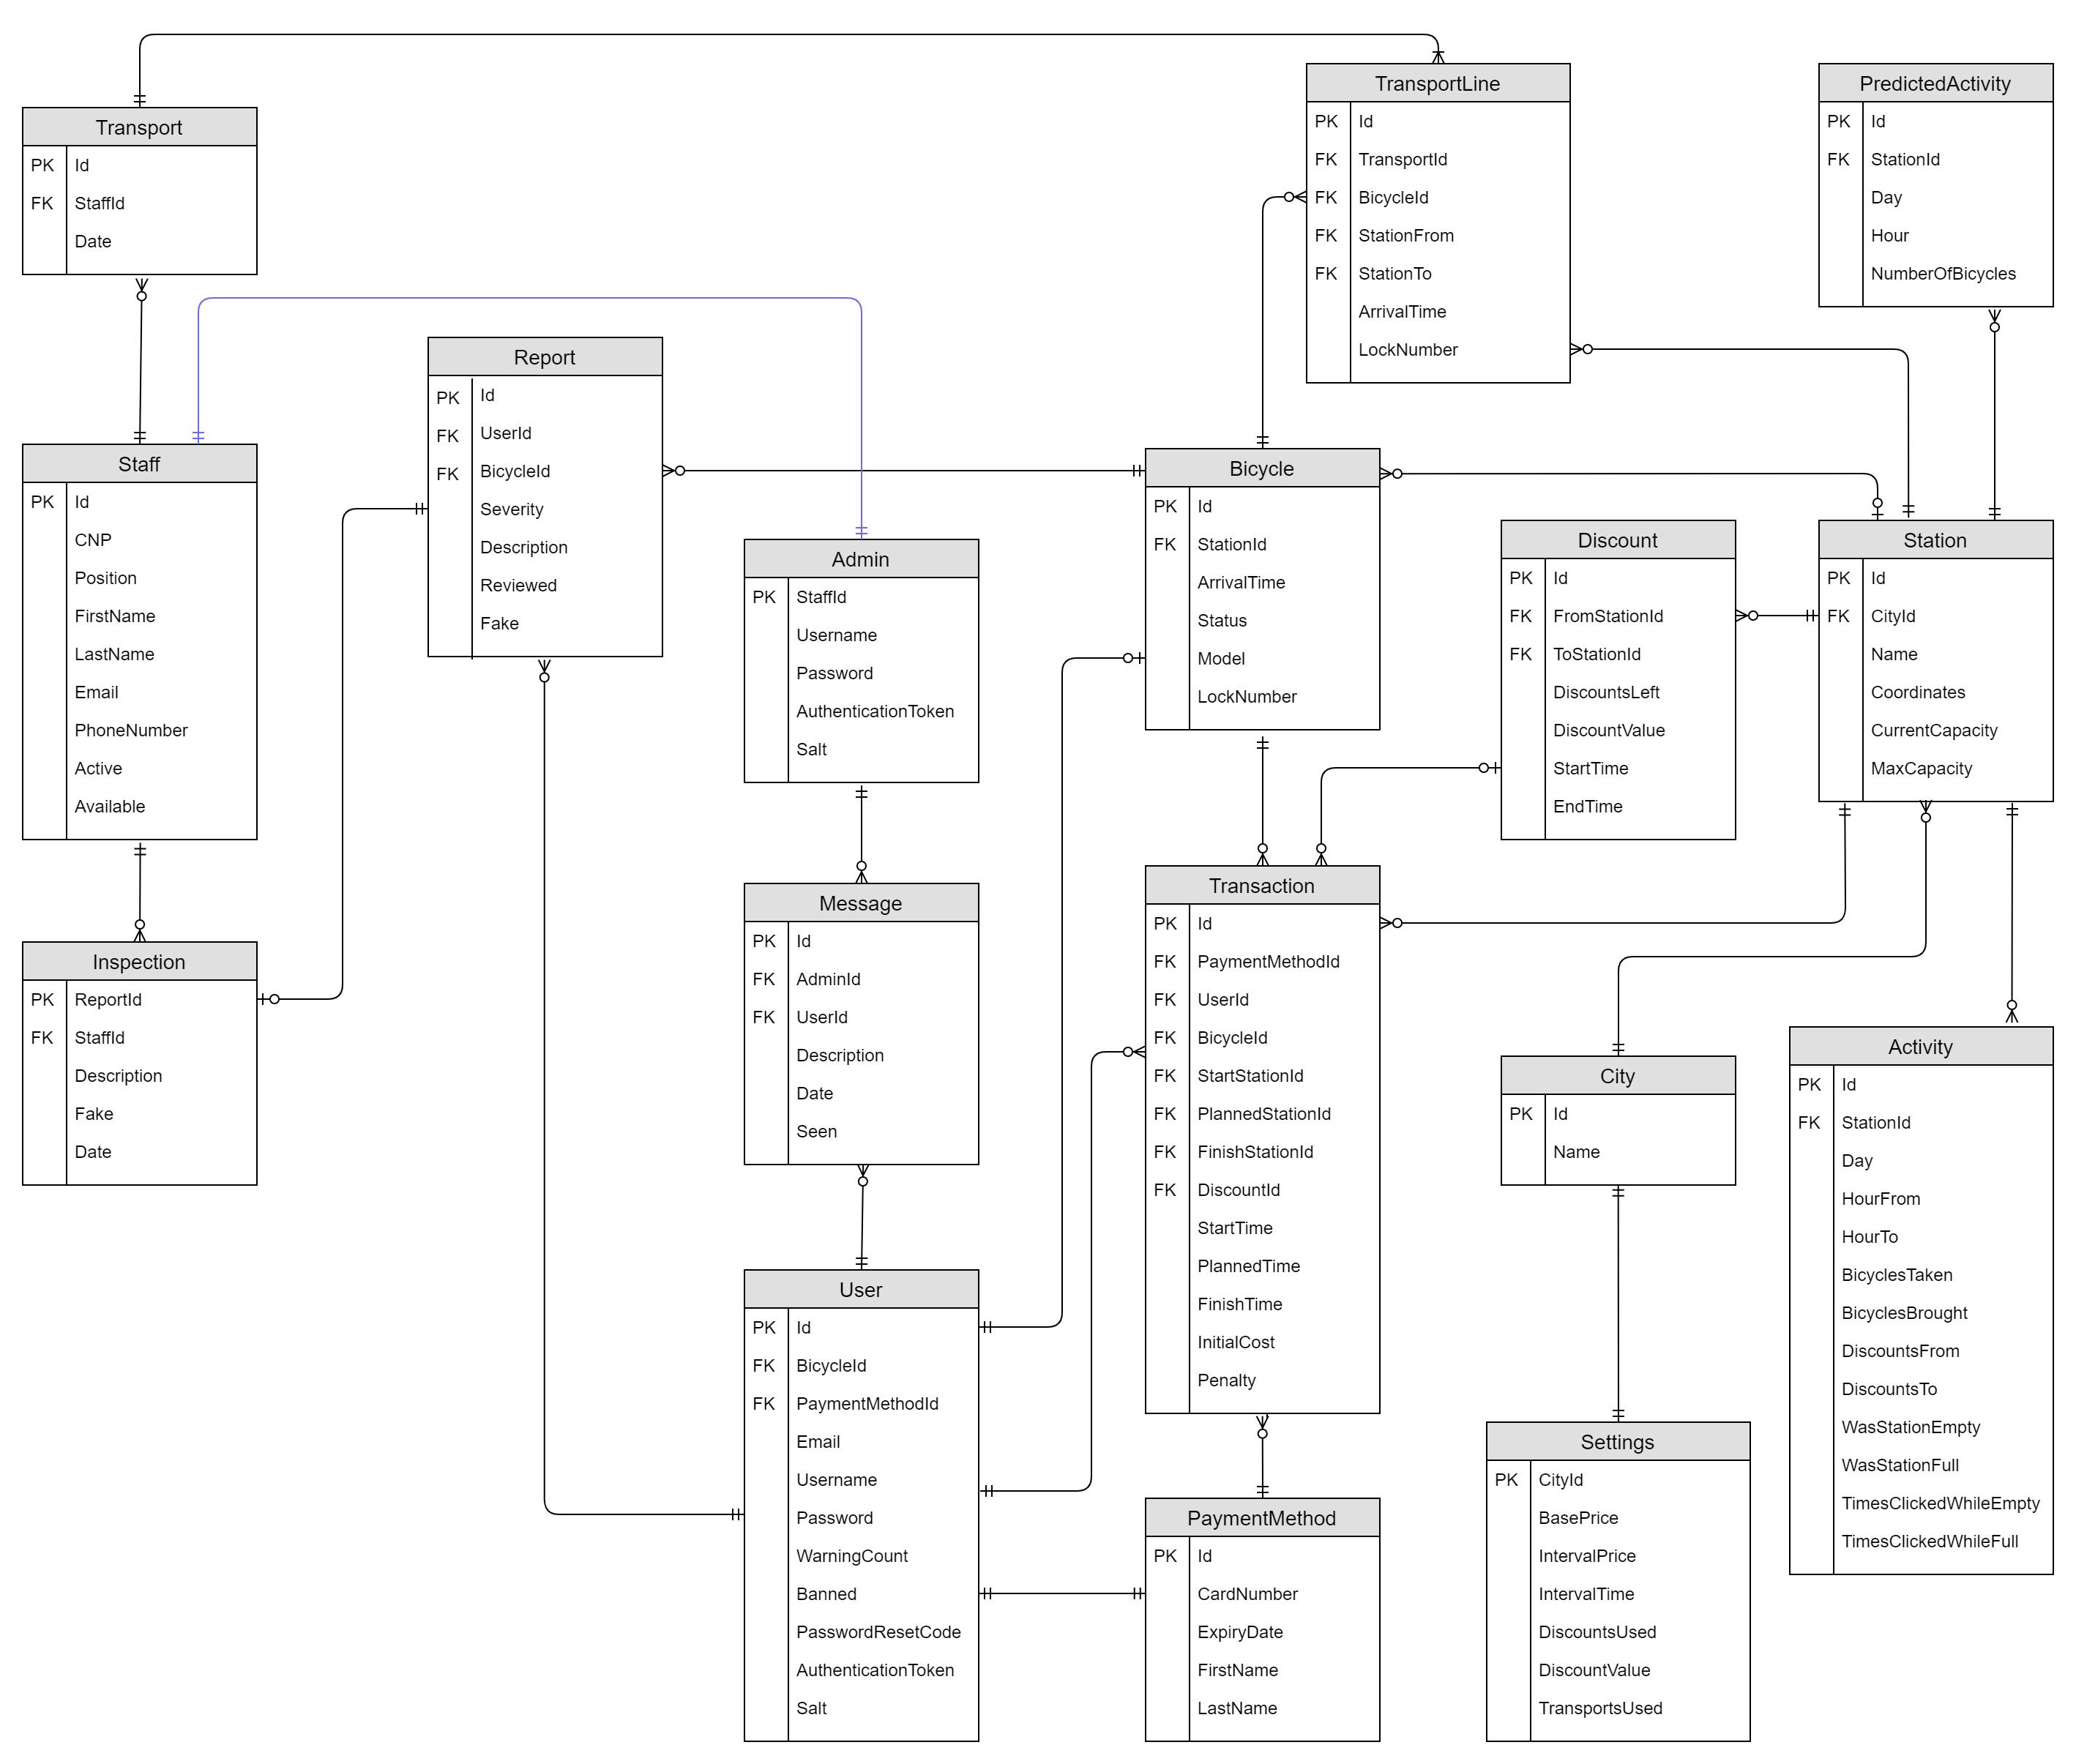 Transport
PK Id
FK StaffId
Date
TransportLine
PK Id
FK TransportId
FK BicycleId
FK StationFrom
FK StationTo
ArrivalTime
LockNumber
PredictedActivity
PK Id
FK StationId
Day
Hour
NumberOfBicycles
Staff
PK Id
CNP
Position
FirstName
LastName
Email
PhoneNumber
Active
Available
Report
PK Id
FK UserId
FK BicycleId
Severity
Description
Reviewed
Fake
Admin
PK StaffId
Username
Password
AuthenticationToken
Salt
Bicycle
PK Id
FK StationId
ArrivalTime
Status
Model
LockNumber
Discount
PK Id
FK FromStationId
FK ToStationId
DiscountsLeft
DiscountValue
StartTime
EndTime
Station
PK Id
FK CityId
Name
Coordinates
CurrentCapacity
MaxCapacity
Inspection
PK ReportId
FK StaffId
Description
Fake
Date
Message
PK Id
FK AdminId
FK UserId
Description
Date
Seen
Transaction
PK Id
FK PaymentMethodId
FK UserId
FK BicycleId
FK StartStationId
FK PlannedStationId
FK FinishStationId
FK DiscountId
StartTime
PlannedTime
FinishTime
InitialCost
Penalty
City
PK Id
Name
Activity
PK Id
FK StationId
Day
HourFrom
HourTo
BicyclesTaken
BicyclesBrought
DiscountsFrom
DiscountsTo
WasStationEmpty
WasStationFull
TimesClickedWhileEmpty
TimesClickedWhileFull
User
PK Id
FK BicycleId
FK PaymentMethodId
Email
Username
Password
WarningCount
Banned
PasswordResetCode
AuthenticationToken
Salt
PaymentMethod
PK Id
CardNumber
ExpiryDate
FirstName
LastName
Settings
PK CityId
BasePrice
IntervalPrice
IntervalTime
DiscountsUsed
DiscountValue
TransportsUsed